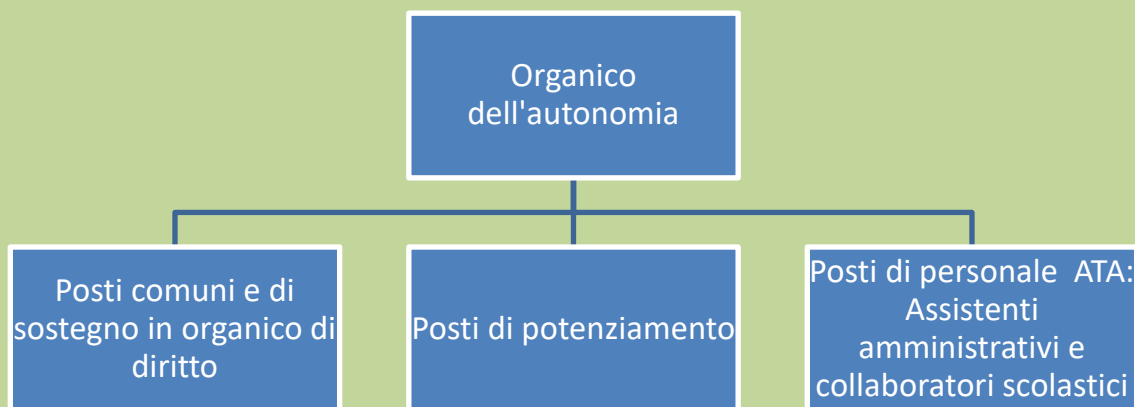 Organico
dell'autonomia
Posti comuni e di
sostegno in organico di
diritto
Posti di potenziamento
Posti di personale  ATA:
Assistenti
amministrativi e
collaboratori scolastici